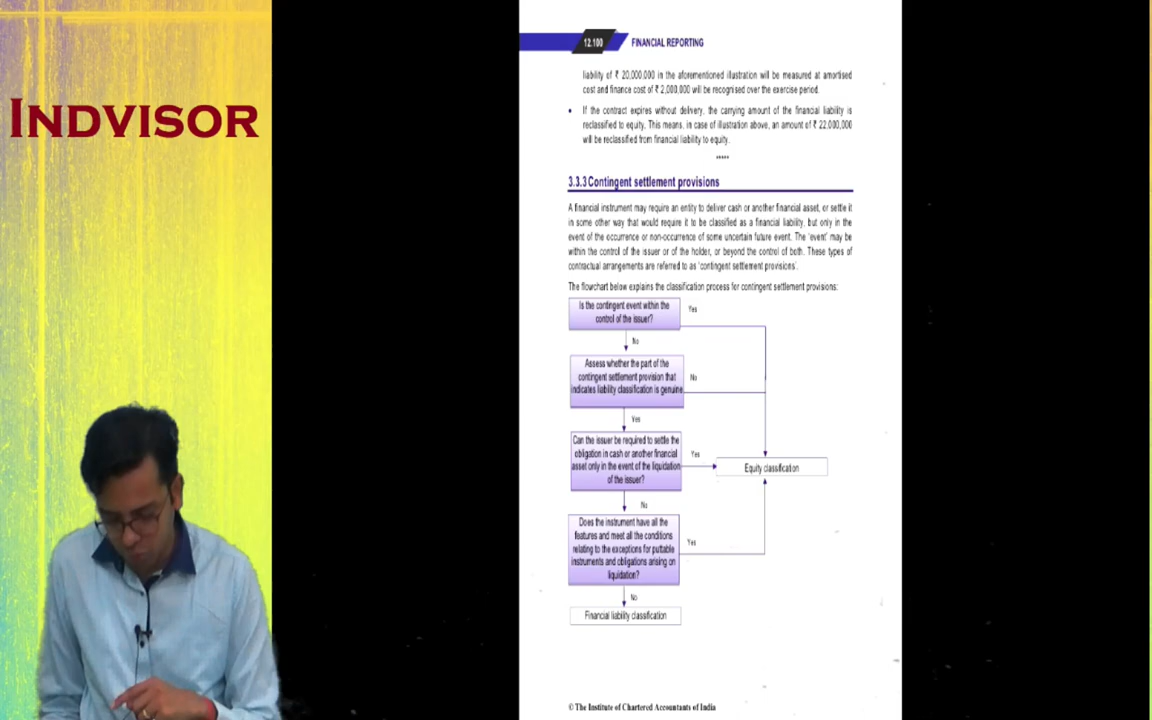 INDVISOR
12.100 FINANCIAL REPORTING
liability of ₹ 20,000,000 in the aforementioned illustration will be measured at amortised
cost and finance cost of ₹ 2,000,000 will be recognised over the exercise period.
• If the contract expires without delivery, the carrying amount of the financial liability is
reclassified to equity. This means, in case of illustration above, an amount of ₹ 22,000,000
will be reclassified from financial liability to equity.
*****
3.3.3 Contingent settlement provisions
A financial instrument may require an entity to deliver cash or another financial asset, or settle it
in some other way that would require it to be classified as a financial liability, but only in the
event of the occurrence or non-occurrence of some uncertain future event. The 'event' may be
within the control of the issuer or of the holder, or beyond the control of both. These types of
contractual arrangements are referred to as 'contingent settlement provisions'.
The flowchart below explains the classification process for contingent settlement provisions:
Is the contingent event within the
control of the issuer?
Yes
No
Assess whether the part of the
contingent settlement provision that
indicates liability classification is genuine
No
Yes
Can the issuer be required to settle the
obligation in cash or another financial
asset only in the event of the liquidation
of the issuer?
Yes
Equity classification
No
Does the instrument have all the
features and meet all the conditions
relating to the exceptions for puttable
instruments and obligations arising on
liquidation?
Yes
No
Financial liability classification
© The Institute of Chartered Accountants of India